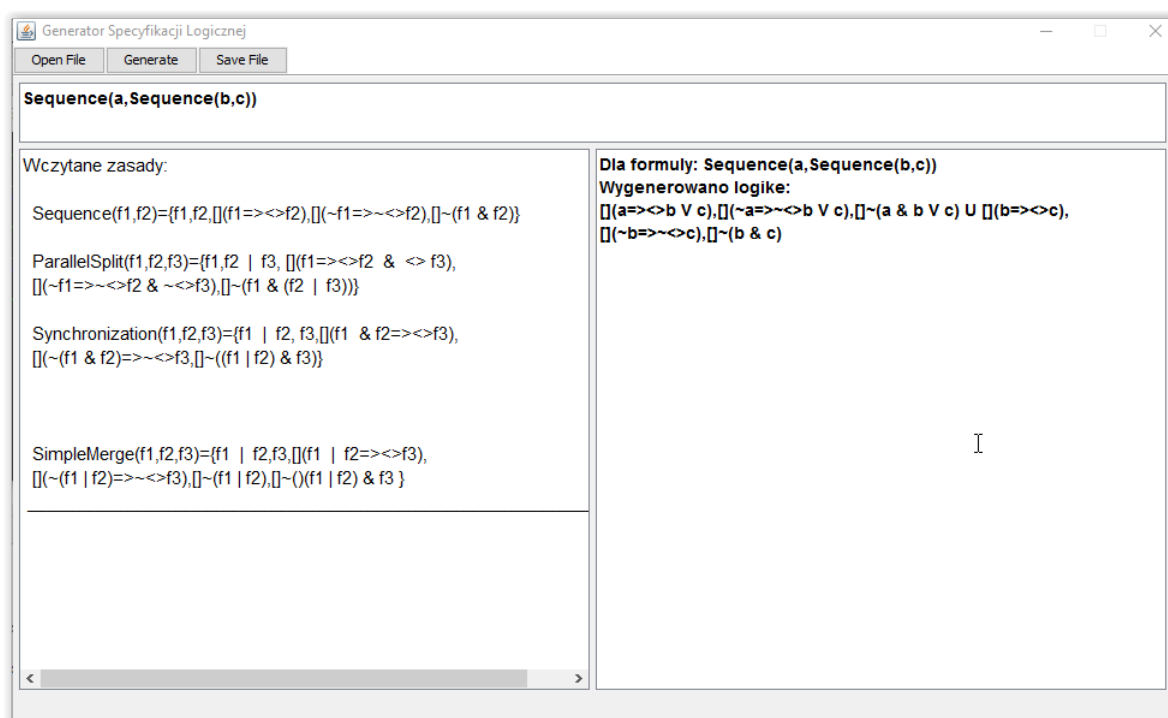 Generator Specyfikacji Logicznej
Open File Generate Save File
Sequence(a,Sequence(b,c))
Wczytane zasady:
Sequence(f1,f2)={f1,f2,[](f1=><>f2),[](~f1=>~<>f2),[]~(f1 & f2)}
ParallelSplit(f1,f2,f3)={f1,f2 | f3, [](f1=><>f2 & <> f3),
[](~f1=>~<>f2 & ~<>f3),[]~(f1 & (f2 | f3))}
Synchronization(f1,f2,f3)={f1 | f2, f3,[](f1 & f2=><>f3),
[](~(f1 & f2)=>~<>f3,[]~((f1 | f2) & f3)}
SimpleMerge(f1,f2,f3)={f1 | f2,f3,[](f1 | f2=><>f3),
[](~(f1 | f2)=>~<>f3),[]~(f1 | f2),[]~()(f1 | f2) & f3 }
Dla formuly: Sequence(a,Sequence(b,c))
Wygenerowano logike:
[](a=><>b V c),[](~a=>~<>b V c),[]~(a & b V c) U [](b=><>c),
[](~b=>~<>c),[]~(b & c)